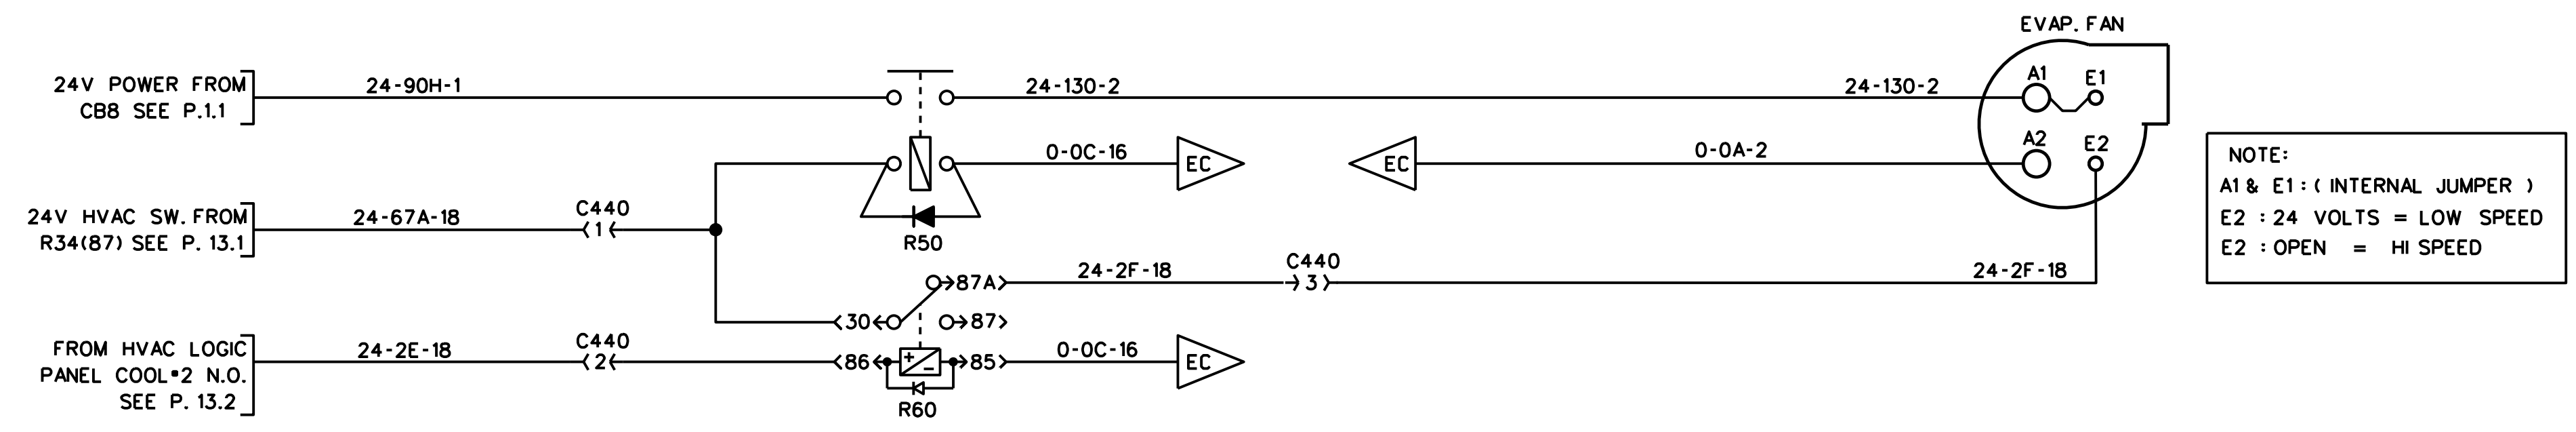 EVAP. FAN
24V POWER FROM
CB8 SEE P.1.1
24-90H-1
24-130-2
24-130-2
A1
E1
0-0C-16
EC
EC
0-0A-2
A2
E2
24V HVAC SW. FROM
R34(87) SEE P. 13.1
24-67A-18
C440
1
R50
87A
24-2F-18
C440
3
24-2F-18
30
87
FROM HVAC LOGIC
PANEL COOL#2 N.O.
SEE P. 13.2
24-2E-18
C440
2
86
+
-
85
0-0C-16
EC
R60
NOTE:
A1 & E1 : ( INTERNAL JUMPER )
E2 : 24 VOLTS = LOW SPEED
E2 : OPEN = HI SPEED